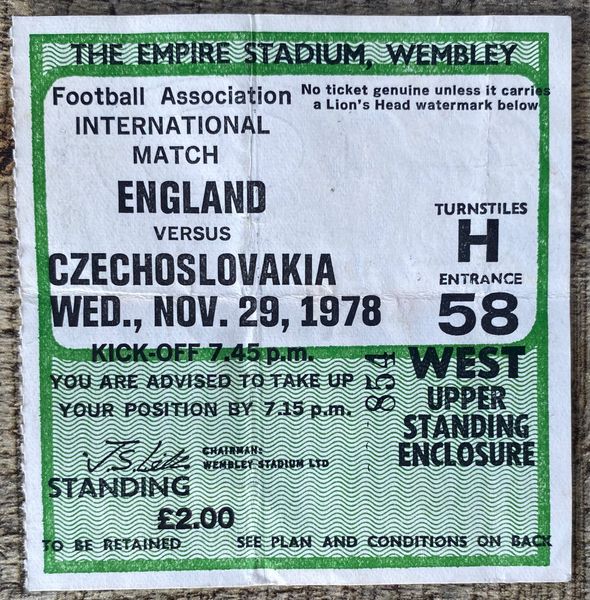 THE EMPIRE STADIUM, WEMBLEY
Football Association
INTERNATIONAL
MATCH
ENGLAND
VERSUS
CZECHOSLOVAKIA
WED., NOV. 29, 1978
KICK-OFF 7.45 p.m.
YOU ARE ADVISED TO TAKE UP
YOUR POSITION BY 7.15 p.m.
No ticket genuine unless it carries
a Lion's Head watermark below
TURNSTILES
H
ENTRANCE
58
WEST
UPPER
STANDING
ENCLOSURE
854
CHAIRMAN:
WEMBLEY STADIUM LTD
STANDING
£2.00
TO BE RETAINED SEE PLAN AND CONDITIONS ON BACK